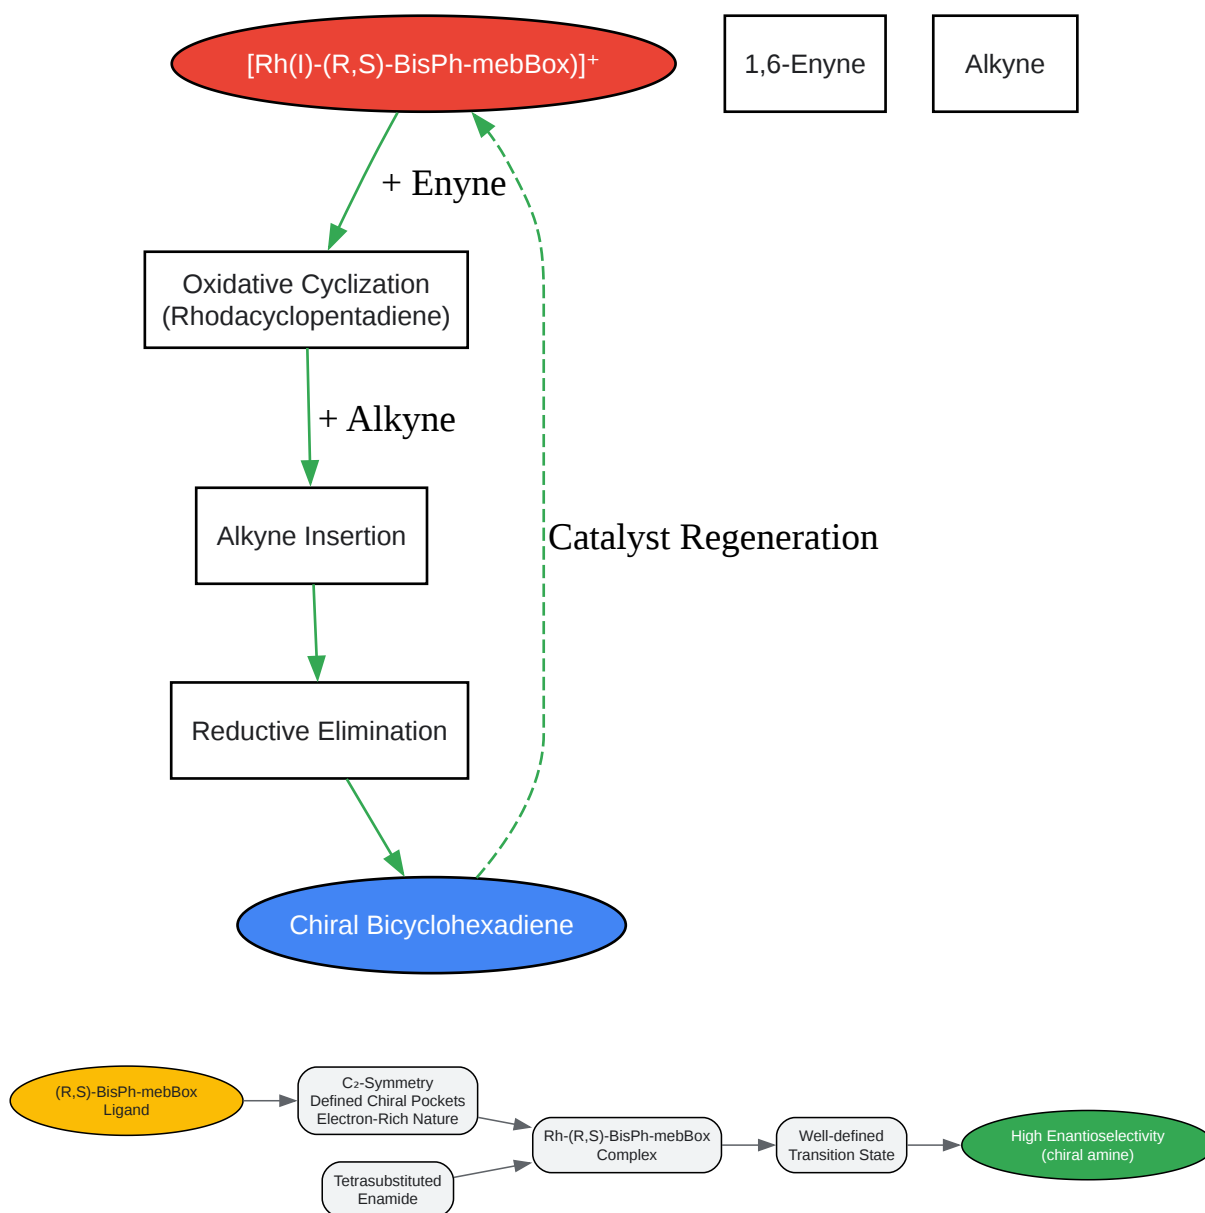 [Rh(I)-(R,S)-BisPh-mebBox)]⁺
1,6-Enyne
Alkyne
+ Enyne
Oxidative Cyclization
(Rhodacyclopentadiene)
+ Alkyne
Alkyne Insertion
Catalyst Regeneration
Reductive Elimination
Chiral Bicyclohexadiene
(R,S)-BisPh-mebBox
Ligand
C₂-Symmetry
Defined Chiral Pockets
Electron-Rich Nature
Tetrasubstituted
Enamide
Rh-(R,S)-BisPh-mebBox
Complex
Well-defined
Transition State
High Enantioselectivity
(chiral amine)